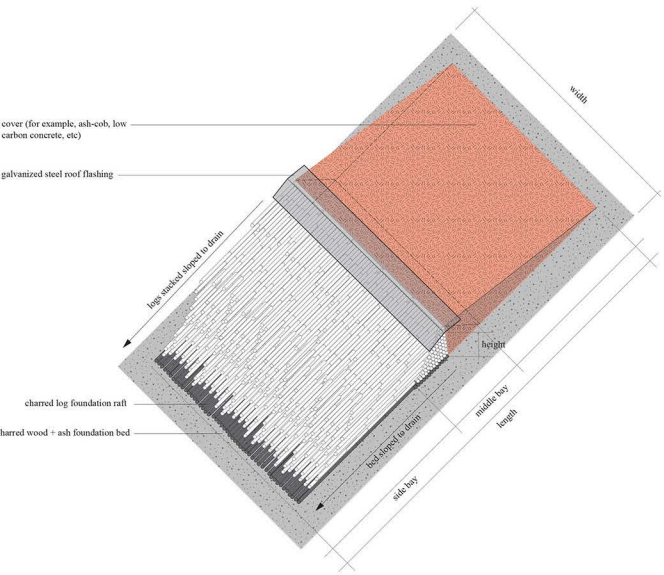 width
cover (for example, ash-cob, low
carbon concrete, etc)
galvanized steel roof flashing
logs stacked sloped to drain
height
middle bay
length
charred log foundation raft
harred wood + ash foundation bed
bed sloped to drain
side bay